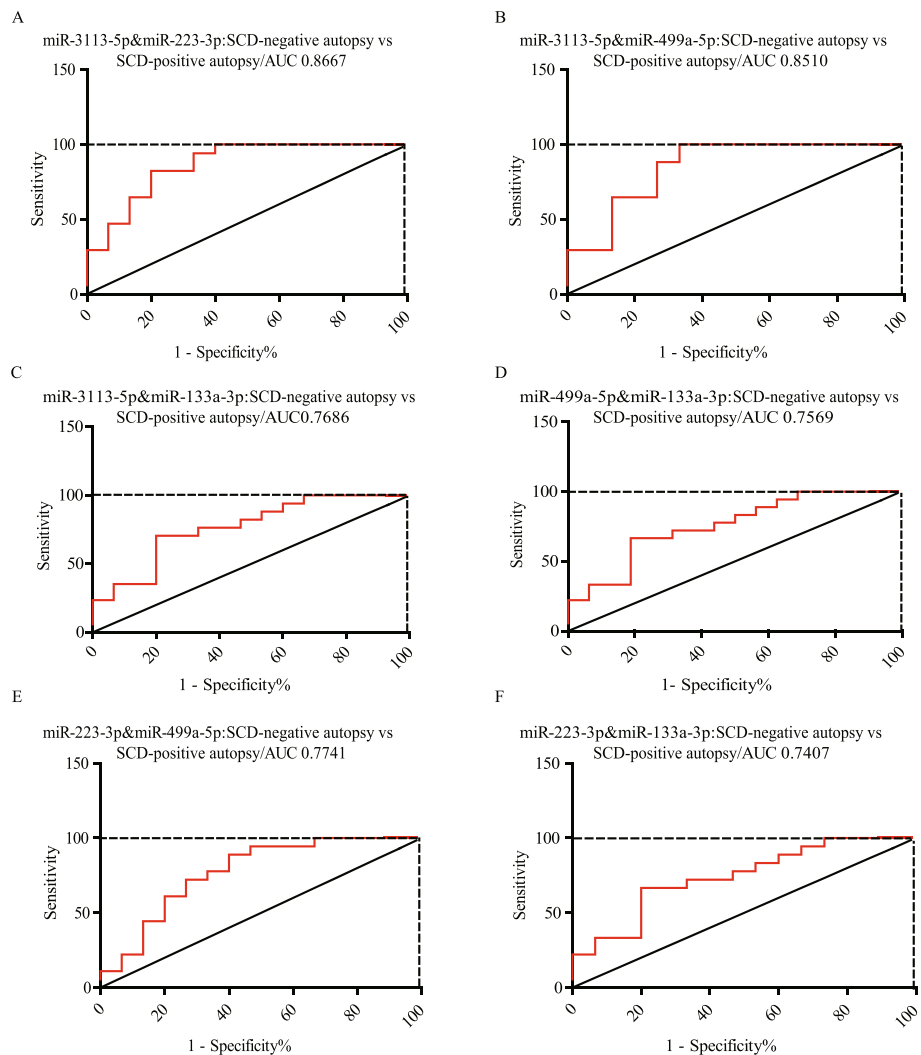 A
miR-3113-5p&miR-223-3p:SCD-negative autopsy vs
SCD-positive autopsy/AUC 0.8667
150
100
50
0
Sensitivity
0
20
40
60
80
100
1 - Specificity%
B
miR-3113-5p&miR-499a-5p:SCD-negative autopsy vs
SCD-positive autopsy/AUC 0.8510
150
100
50
0
Sensitivity
0
20
40
60
80
100
1 - Specificity%
C
miR-3113-5p&miR-133a-3p:SCD-negative autopsy vs
SCD-positive autopsy/AUC0.7686
150
100
50
0
Sensitivity
0
20
40
60
80
100
1 - Specificity%
D
miR-499a-5p&miR-133a-3p:SCD-negative autopsy vs
SCD-positive autopsy/AUC 0.7569
150
100
50
0
Sensitivity
0
20
40
60
80
100
1 - Specificity%
E
miR-223-3p&miR-499a-5p:SCD-negative autopsy vs
SCD-positive autopsy/AUC 0.7741
150
100
50
0
Sensitivity
0
20
40
60
80
100
1 - Specificity%
F
miR-223-3p&miR-133a-3p:SCD-negative autopsy vs
SCD-positive autopsy/AUC 0.7407
150
100
50
0
Sensitivity
0
20
40
60
80
100
1 - Specificity%